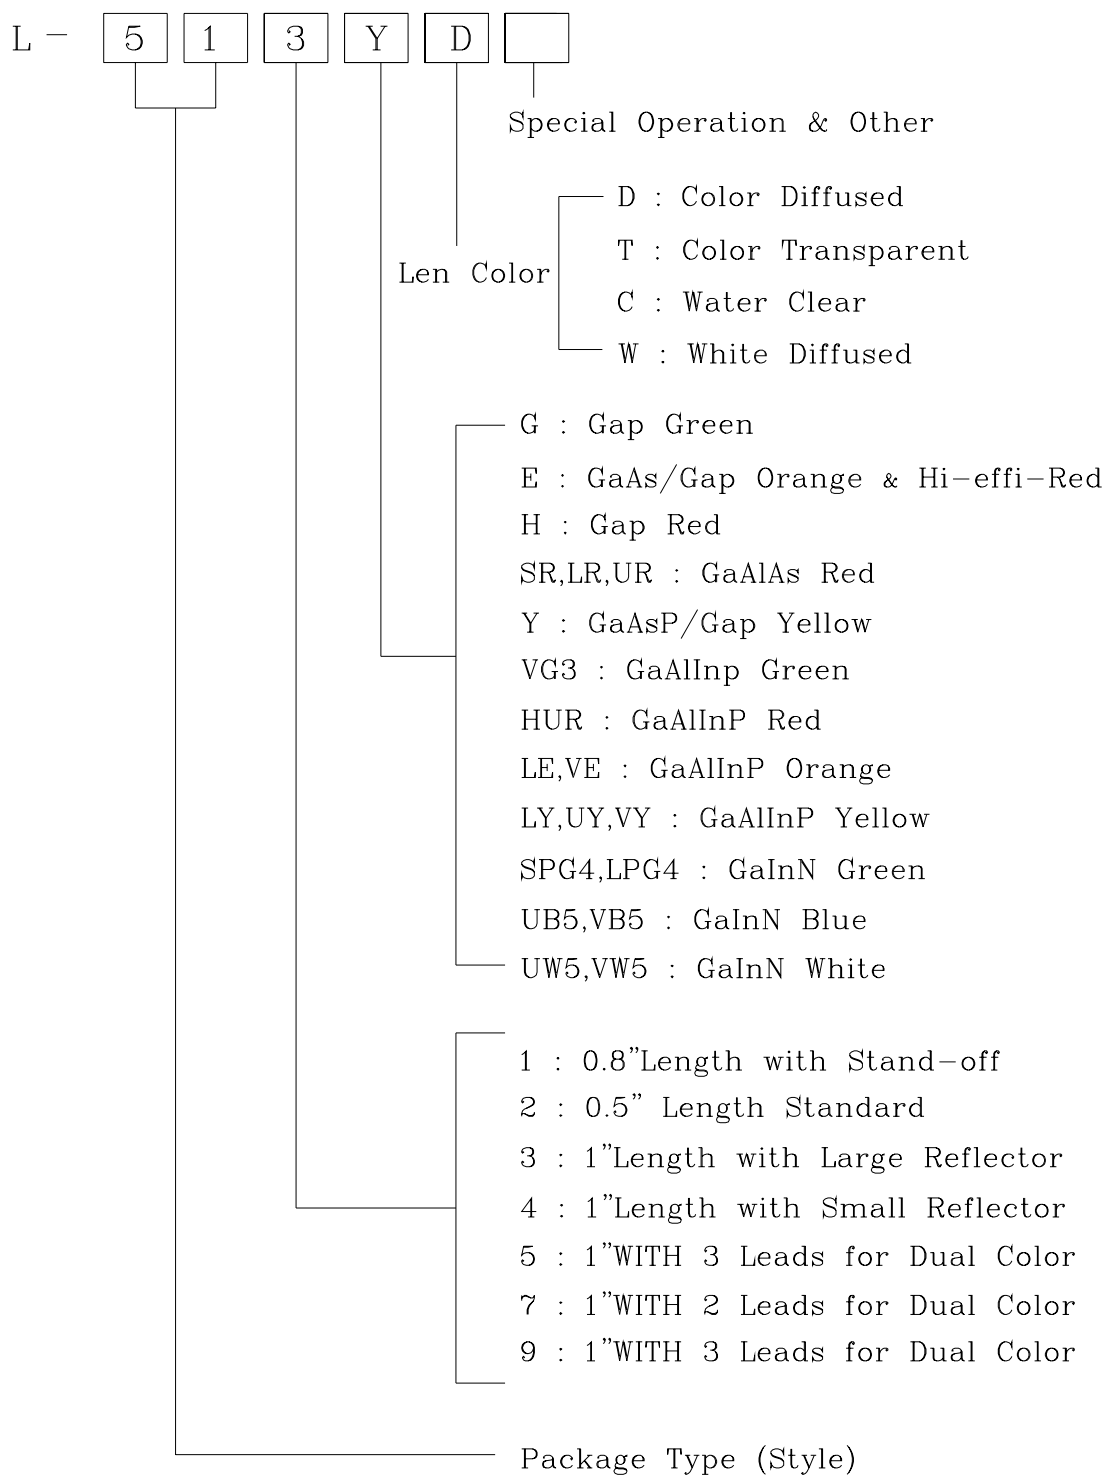 L - 5 1 3 Y D
Special Operation & Other
D : Color Diffused
T : Color Transparent
Len Color
C : Water Clear
W : White Diffused
G : Gap Green
E : GaAs/Gap Orange & Hi-effi-Red
H : Gap Red
SR,LR,UR : GaAlAs Red
Y : GaAsP/Gap Yellow
VG3 : GaAlInp Green
HUR : GaAlInP Red
LE,VE : GaAlInP Orange
LY,UY,VY : GaAlInP Yellow
SPG4,LPG4 : GaInN Green
UB5,VB5 : GaInN Blue
UW5,VW5 : GaInN White
1 : 0.8”Length with Stand-off
2 : 0.5” Length Standard
3 : 1”Length with Large Reflector
4 : 1”Length with Small Reflector
5 : 1”WITH 3 Leads for Dual Color
7 : 1”WITH 2 Leads for Dual Color
9 : 1”WITH 3 Leads for Dual Color
Package Type (Style)